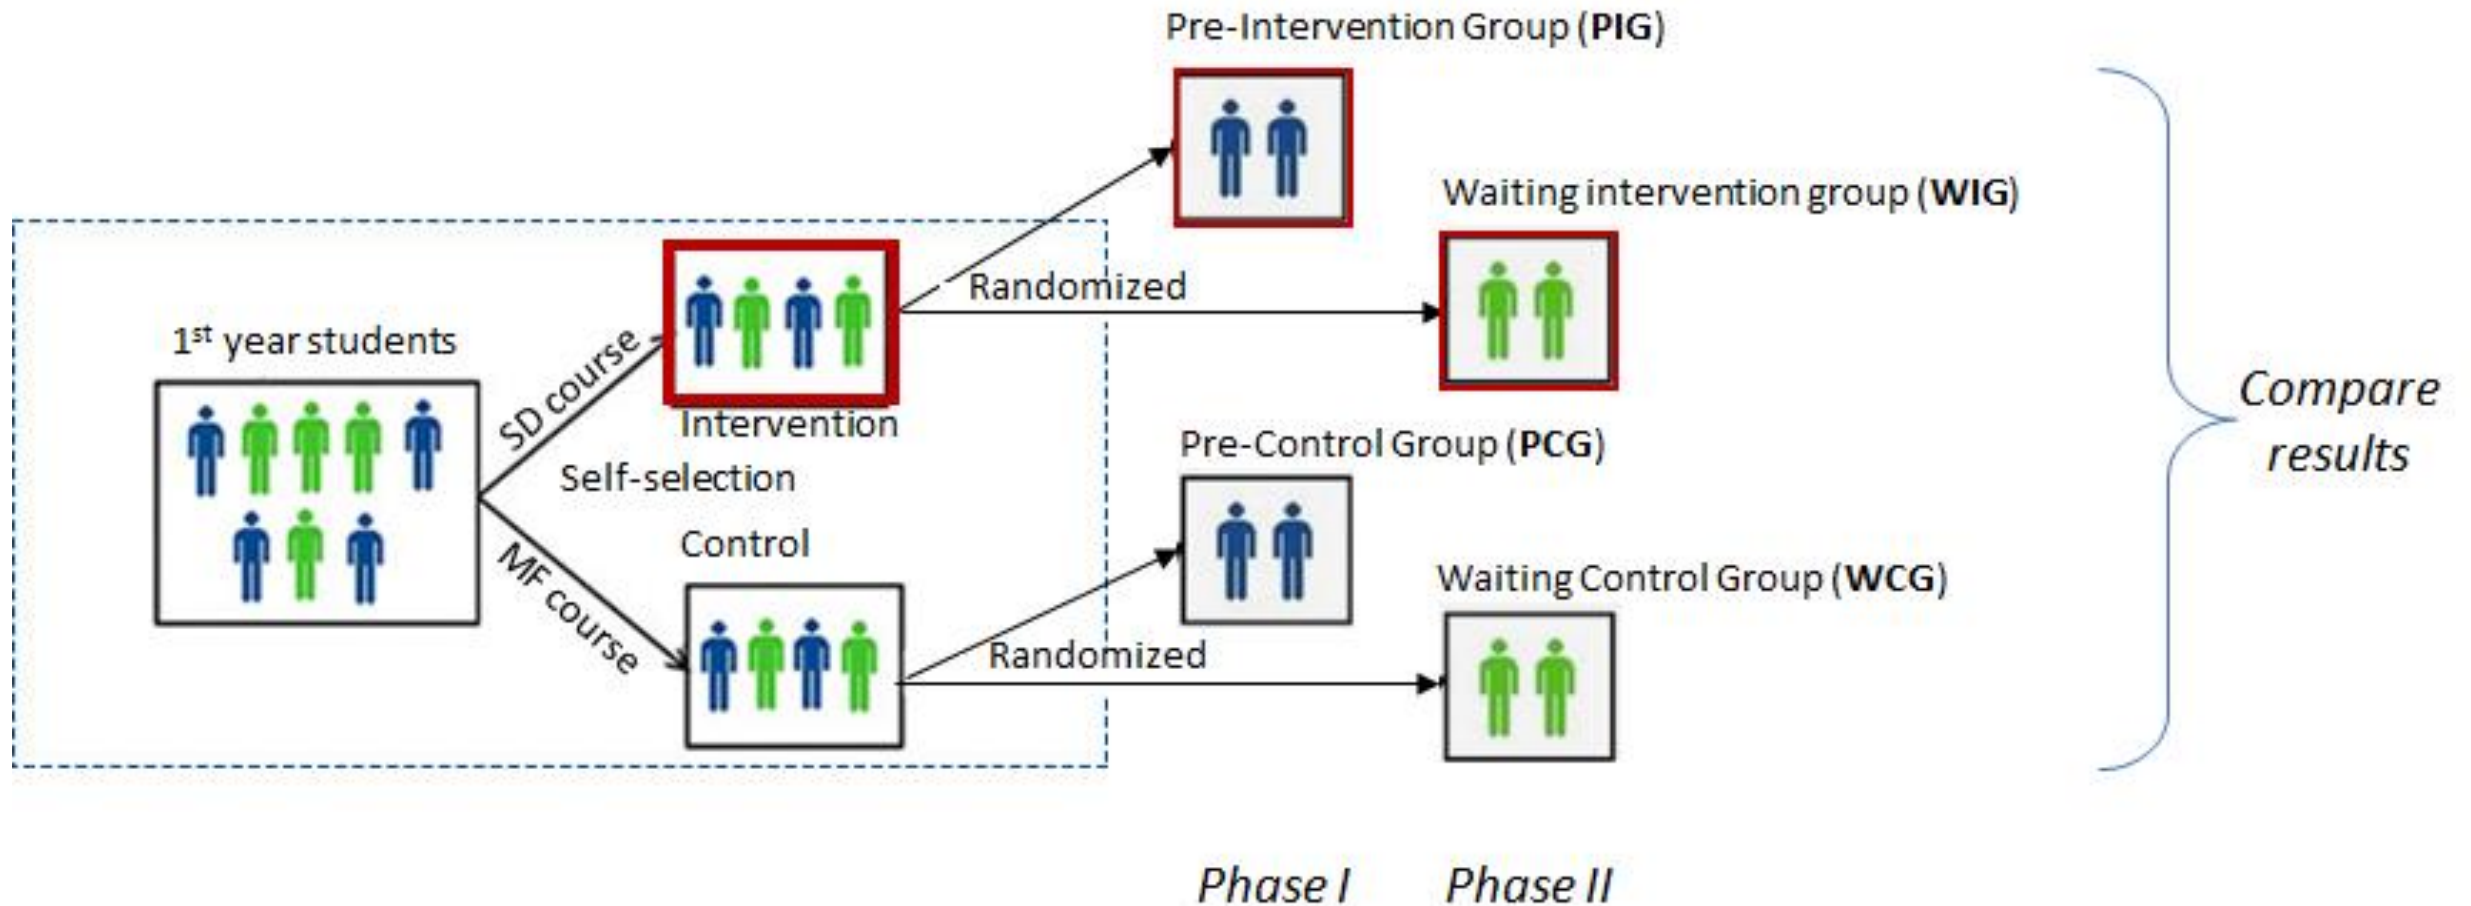 Pre-Intervention Group (PIG)
Waiting intervention group (WIG)
Randomized
1st year students
SD course
Intervention
Self-selection
Compare
results
Pre-Control Group (PCG)
Control
MF course
Waiting Control Group (WCG)
Randomized
Phase I
Phase II